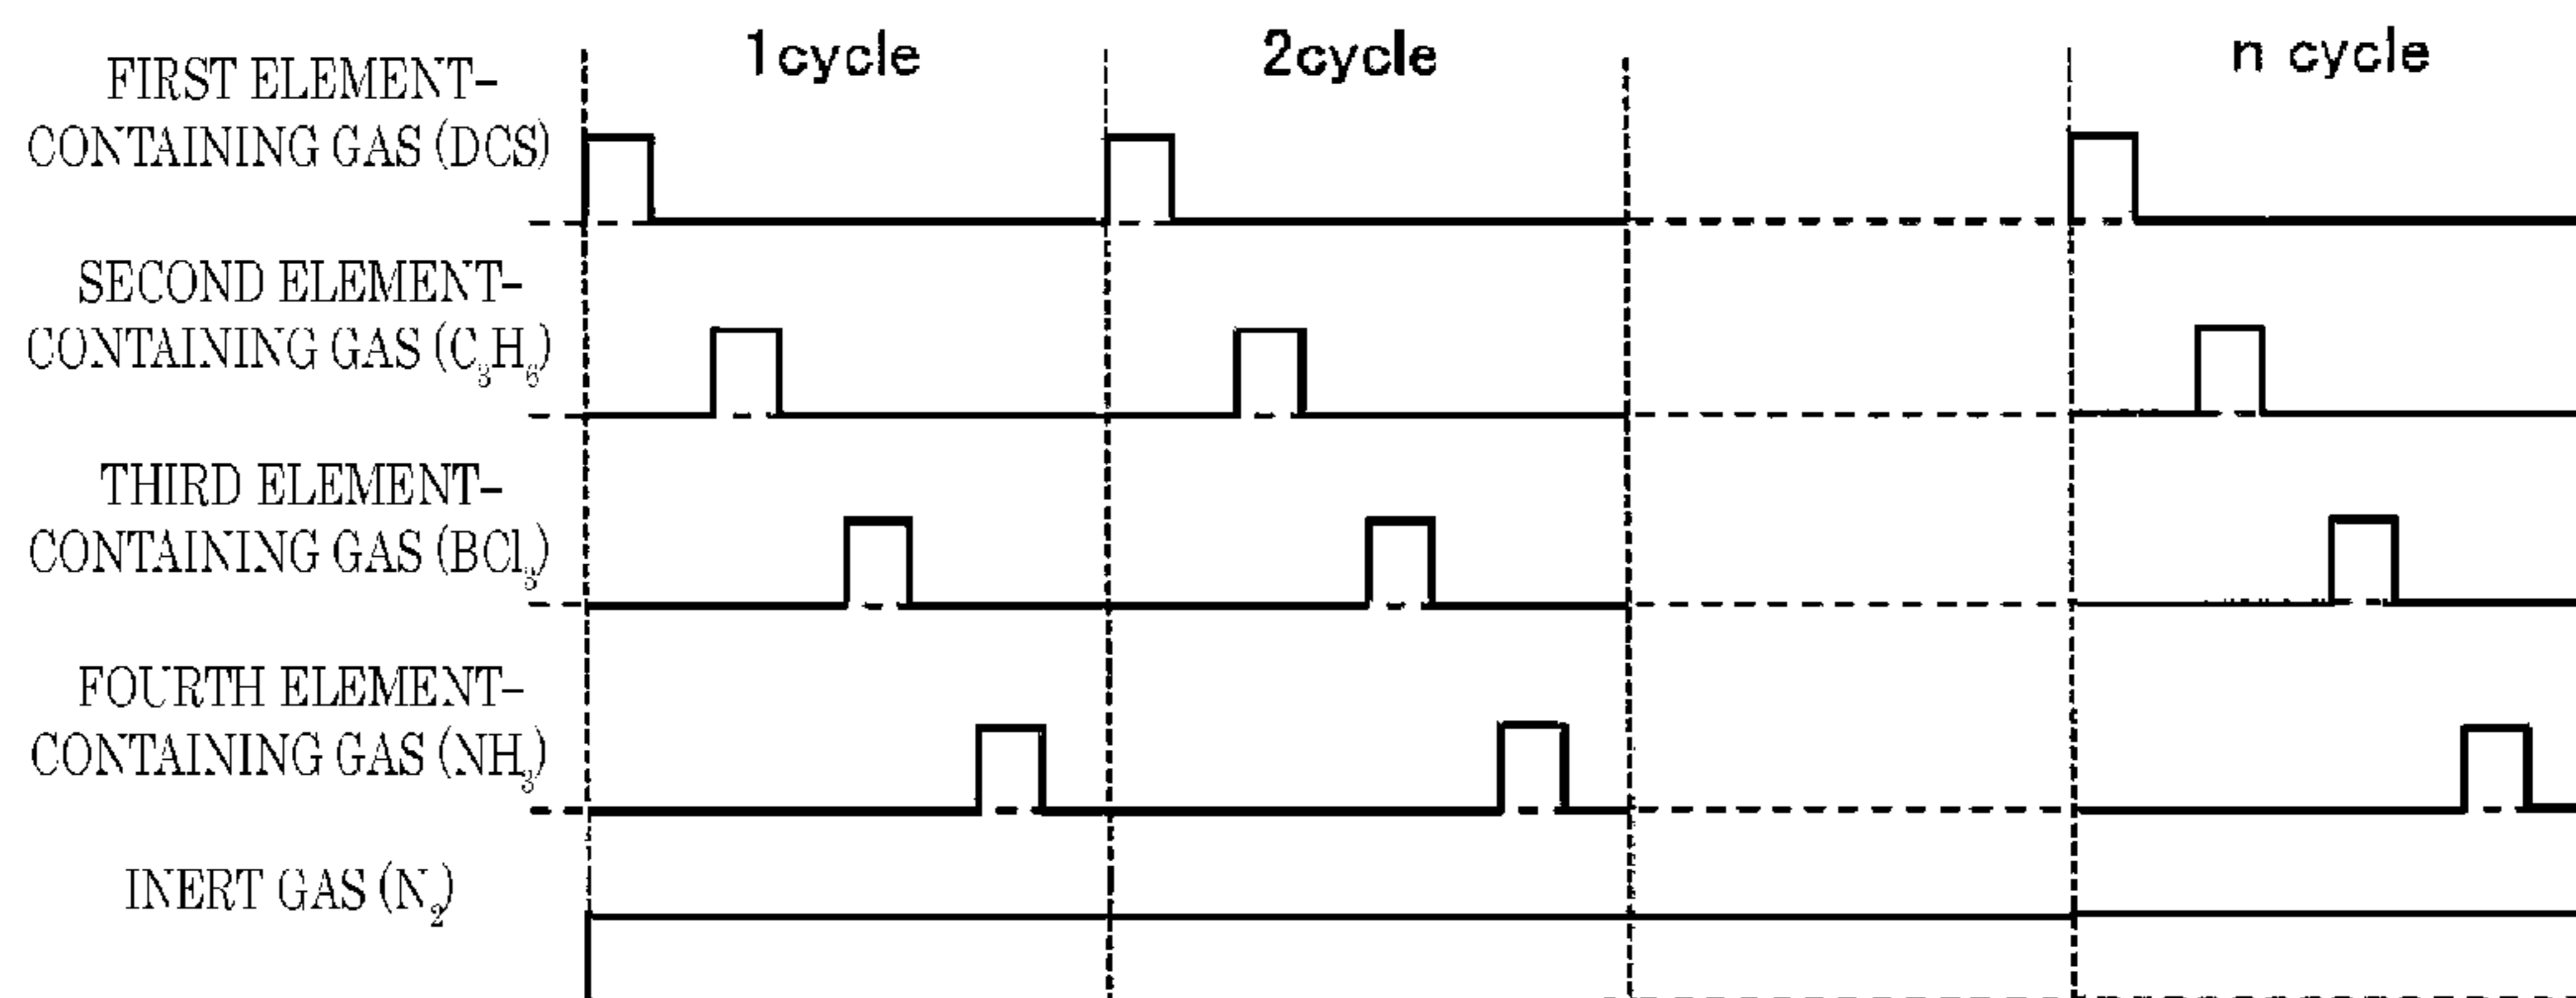 1cycle 2cycle n cycle
FIRST ELEMENT-
CONTAINING GAS (DCS)
SECOND ELEMENT-
CONTAINING GAS (C₃H₆)
THIRD ELEMENT-
CONTAINING GAS (BCl₃)
FOURTH ELEMENT-
CONTAINING GAS (NH₃)
INERT GAS (N₂)